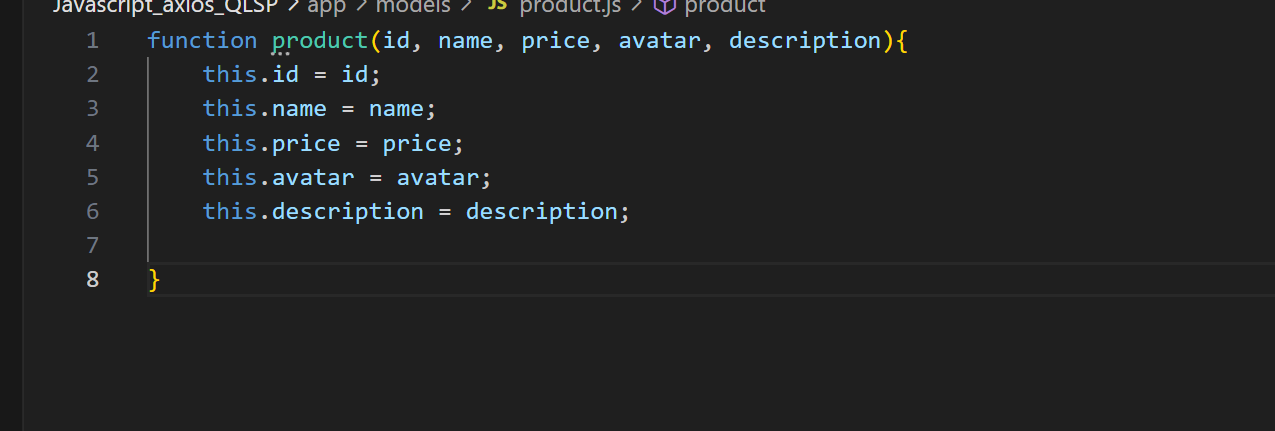 Javascript_axios_QLSP > app > models > JS product.js > product
1 function product(id, name, price, avatar, description){
2     this.id = id;
3     this.name = name;
4     this.price = price;
5     this.avatar = avatar;
6     this.description = description;
7
8 }